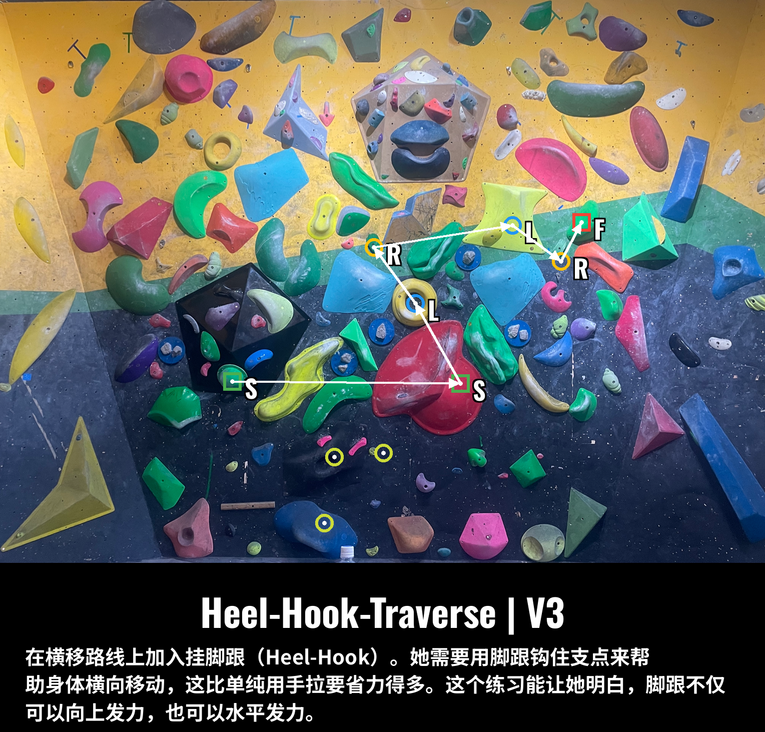 R
L
F
R
L
S
S
Heel-Hook-Traverse | V3
在横移路线上加入挂脚跟（Heel-Hook）。她需要用脚跟钩住支点来帮
助身体横向移动，这比单纯用手拉要省力得多。这个练习能让她明白，脚跟不仅
可以向上发力，也可以水平发力。